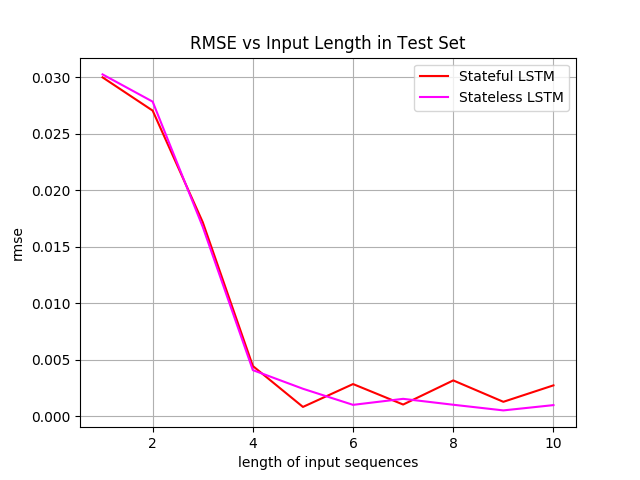 RMSE vs Input Length in Test Set
Stateful LSTM
Stateless LSTM
0.030
0.025
0.020
0.015
0.010
0.005
0.000
rmse
2 4 6 8 10
length of input sequences